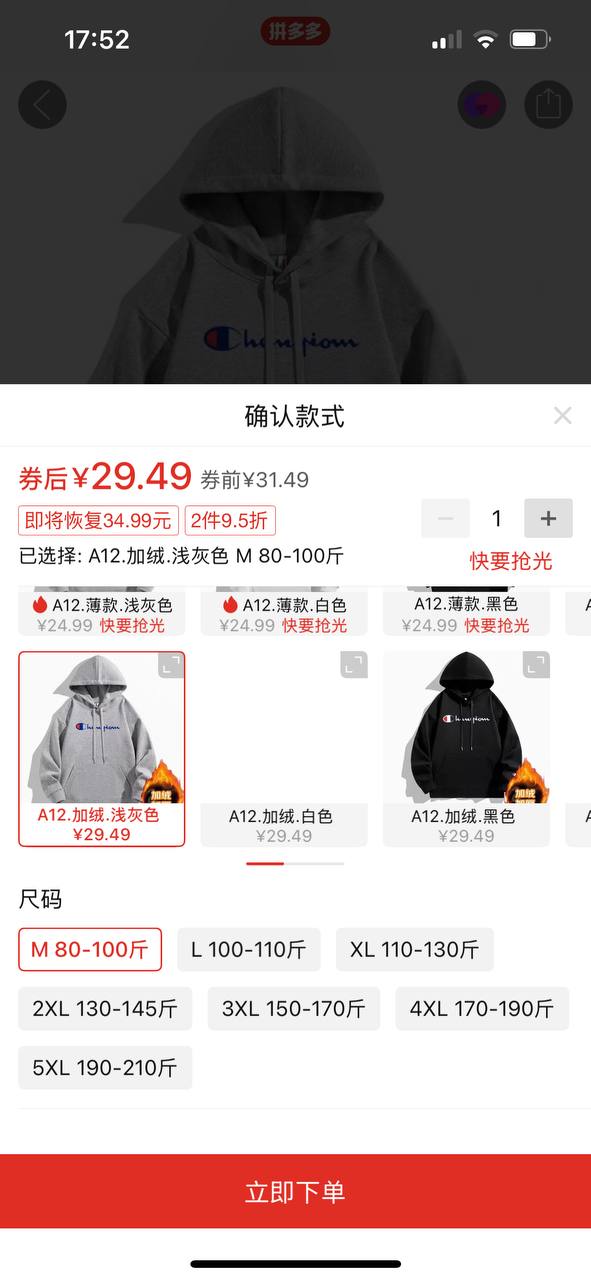 17:52
拼多多
Chempiom
确认款式
券后¥29.49 券前¥31.49
即将恢复34.99元 2件9.5折
1
已选择: A12.加绒.浅灰色 M 80-100斤
快要抢光
A12.薄款.浅灰色 A12.薄款.白色 A12.薄款.黑色
¥24.99 快要抢光 ¥24.99 快要抢光 ¥24.99 快要抢光
加绒 加绒
A12.加绒.浅灰色 A12.加绒.白色 A12.加绒.黑色
¥29.49 ¥29.49 ¥29.49
尺码
M 80-100斤 L 100-110斤 XL 110-130斤
2XL 130-145斤 3XL 150-170斤 4XL 170-190斤
5XL 190-210斤
立即下单